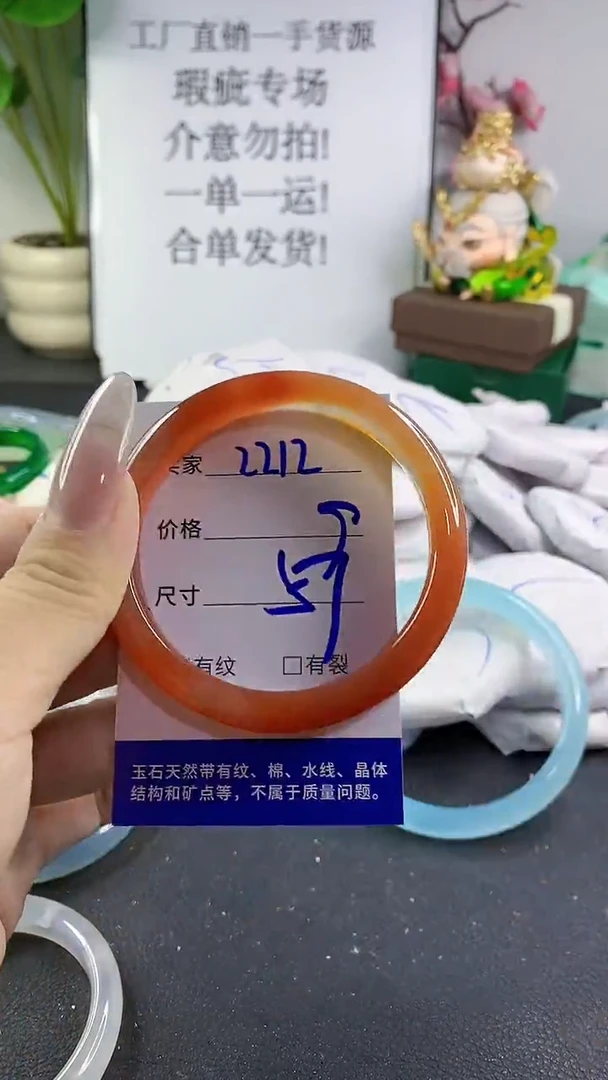 工厂直销一手货源
瑕疵专场
介意勿拍!
一单一运!
合单发货!
家 2212
价格
尺寸 57
有纹 □有裂
玉石天然带有纹、棉、水线、晶体
结构和矿点等，不属于质量问题。